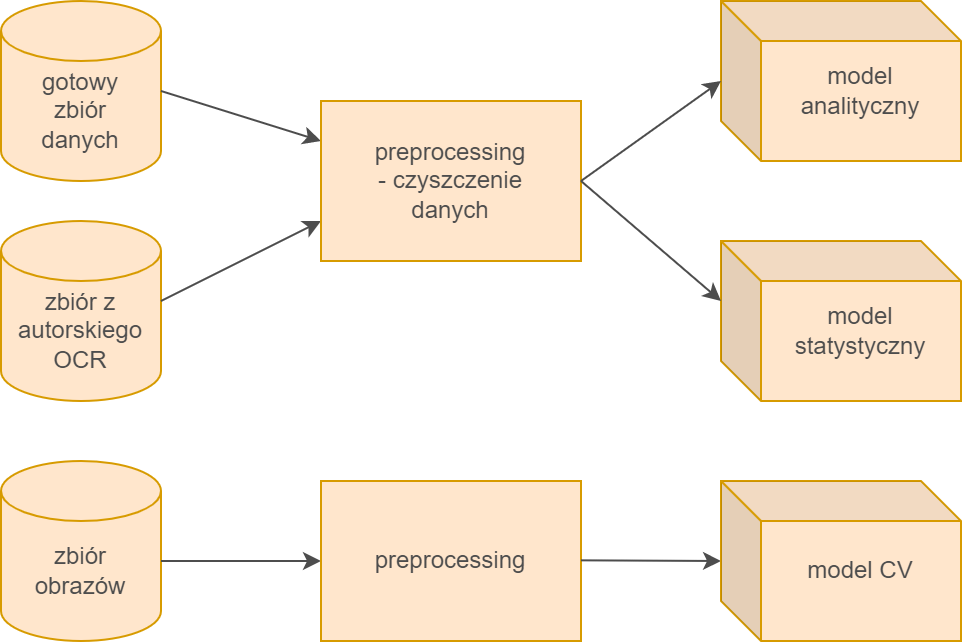 gotowy
zbiór
danych
preprocessing
- czyszczenie
danych
model
analityczny
zbiór z
autorskiego
OCR
model
statystyczny
zbiór
obrazów
preprocessing
model CV